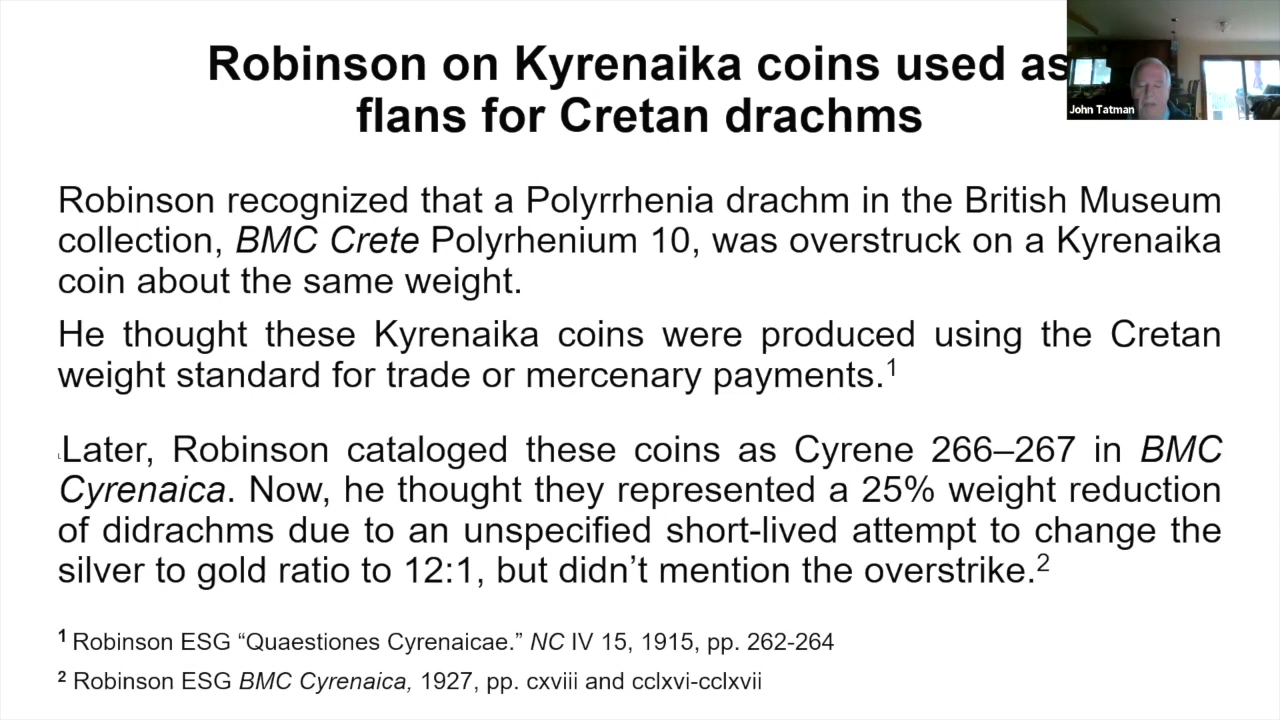 Robinson on Kyrenaika coins used as
flans for Cretan drachms
John Tatman
Robinson recognized that a Polyrrhenia drachm in the British Museum
collection, BMC Crete Polyrhenium 10, was overstruck on a Kyrenaika
coin about the same weight.
He thought these Kyrenaika coins were produced using the Cretan
weight standard for trade or mercenary payments.1
Later, Robinson cataloged these coins as Cyrene 266–267 in BMC
Cyrenaica. Now, he thought they represented a 25% weight reduction
of didrachms due to an unspecified short-lived attempt to change the
silver to gold ratio to 12:1, but didn’t mention the overstrike.2
1 Robinson ESG “Quaestiones Cyrenaicae.” NC IV 15, 1915, pp. 262-264
2 Robinson ESG BMC Cyrenaica, 1927, pp. cxviii and cclxvi-cclxvii